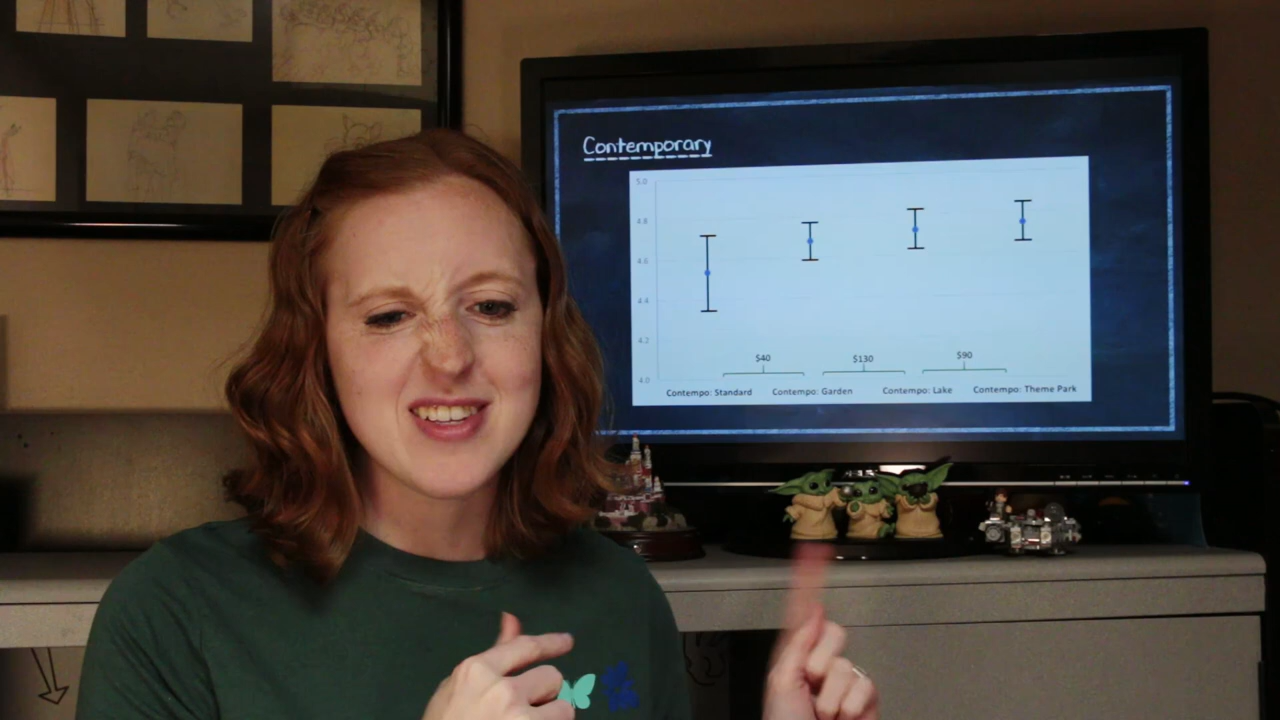 Contemporary
5.0
4.8
4.6
4.4
4.2
4.0
$40 $130 $90
Contempo: Standard Contempo: Garden Contempo: Lake Contempo: Theme Park